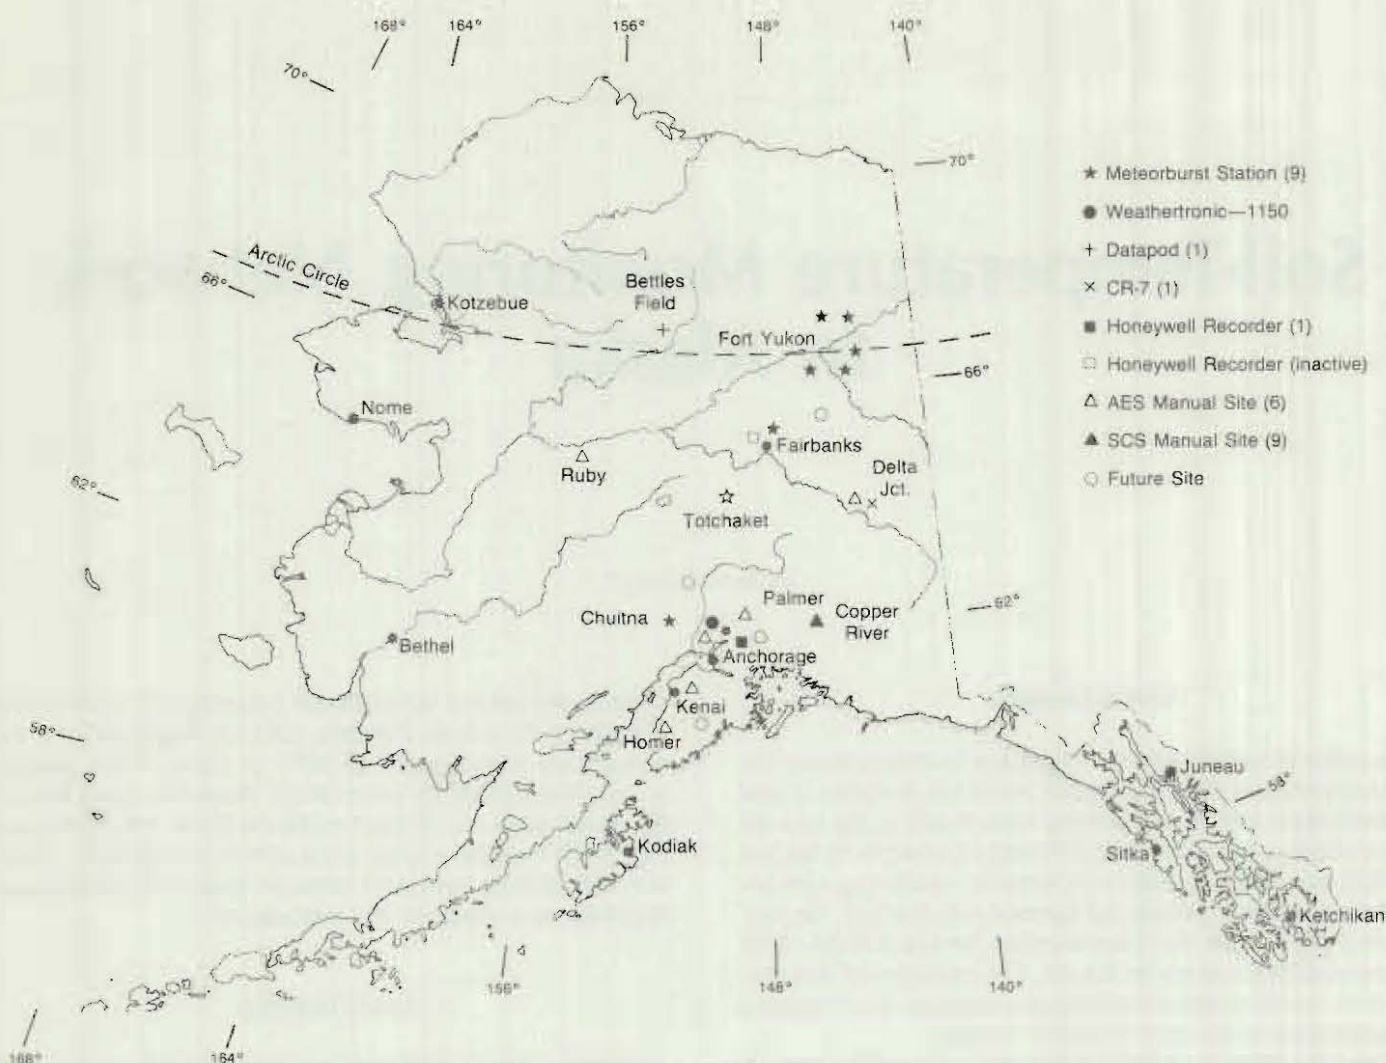 168° 164° 156° 148° 140°
70°
70°
★ Meteorburst Station (9)
● Weathertronic—1150
+ Datapod (1)
× CR-7 (1)
■ Honeywell Recorder (1)
□ Honeywell Recorder (inactive)
△ AES Manual Site (6)
▲ SCS Manual Site (9)
○ Future Site
Arctic Circle
66°
Kotzebue
Bettles
Field
Fort Yukon
66°
Nome
Fairbanks
Ruby
Delta
Jct.
62°
Totchaket
Palmer
Copper
River
62°
Chuitna
Bethel
Anchorage
Kenai
58°
Homer
Juneau
58°
Kodiak
Sitka
Ketchikan
156° 148° 140°
168° 164°